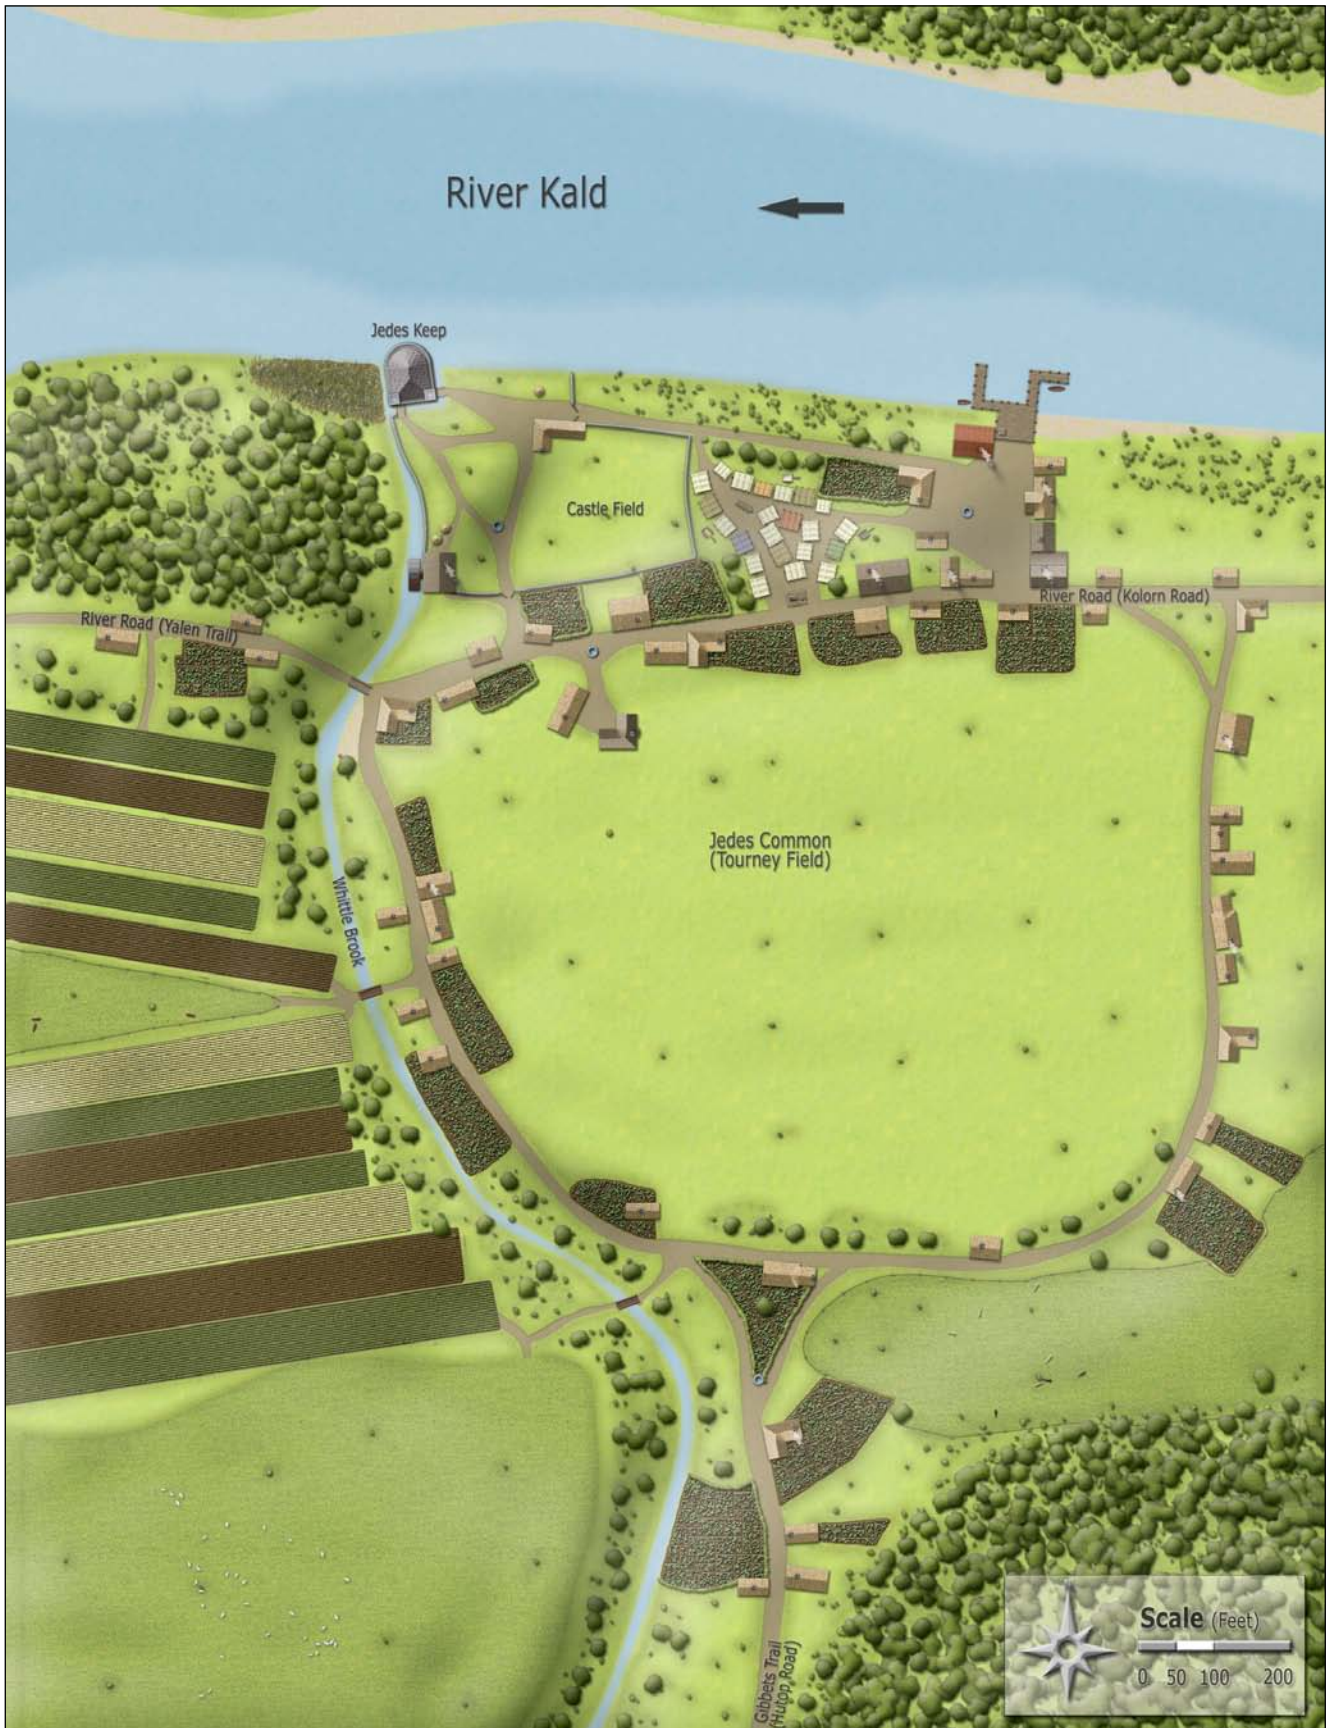 River Kald
Jedes Keep
Castle Field
River Road (Kolorn Road)
River Road (Yalen Trail)
Jedes Common
(Tourney Field)
Whittle Brook
Gibbets Trail
(Hutop Road)
Scale (Feet)
0 50 100 200